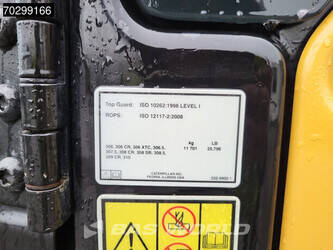 70299166
Top Guard: ISO 10262:1998 LEVEL I
ROPS: ISO 12117-2:2008
Kg LB
306, 306 CR, 306 XTC, 306.5,
307.5, 308 CR, 308 SR, 308.5, 11 701 25,796
309 CR, 310
CATERPILLAR INC.
PEORIA, ILLINOIS USA
BAS WORLD